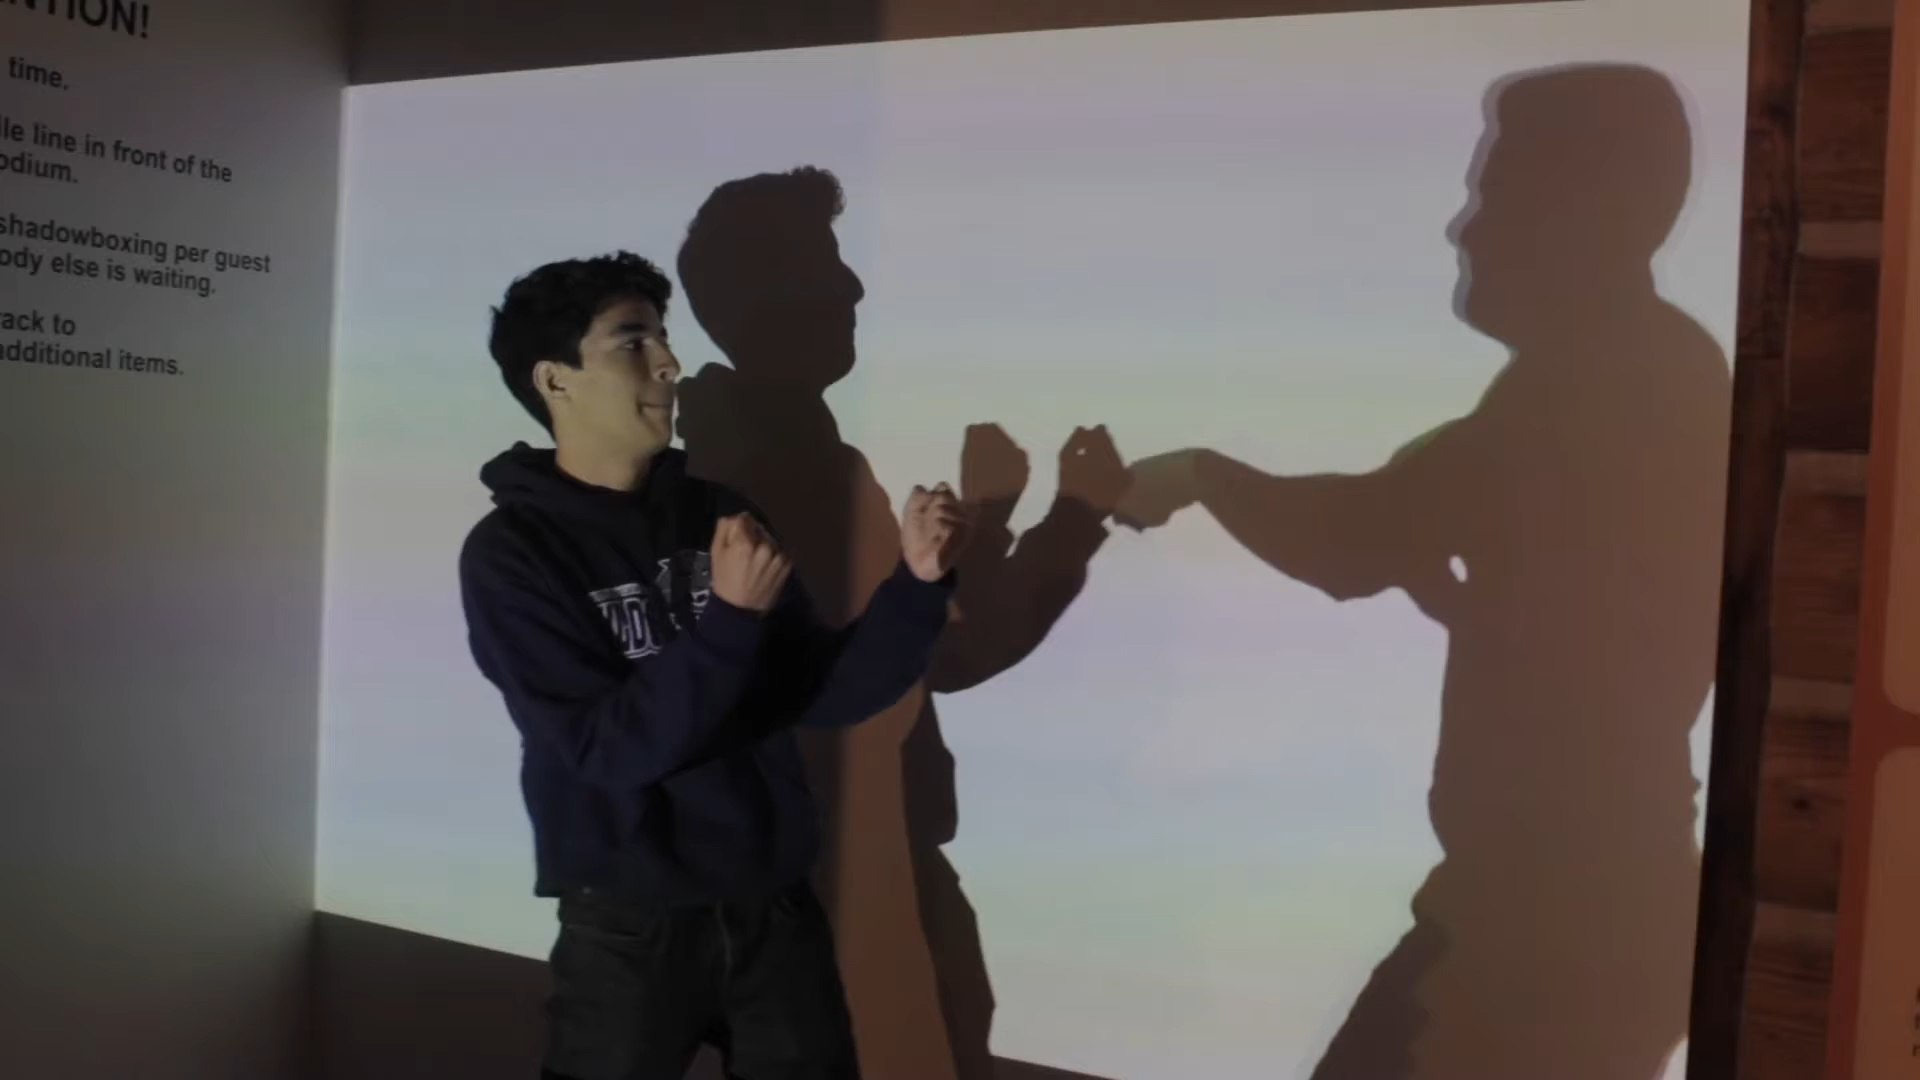 NTION!
time.
le line in front of the
odium.
shadowboxing per guest
ody else is waiting.
rack to
additional items.